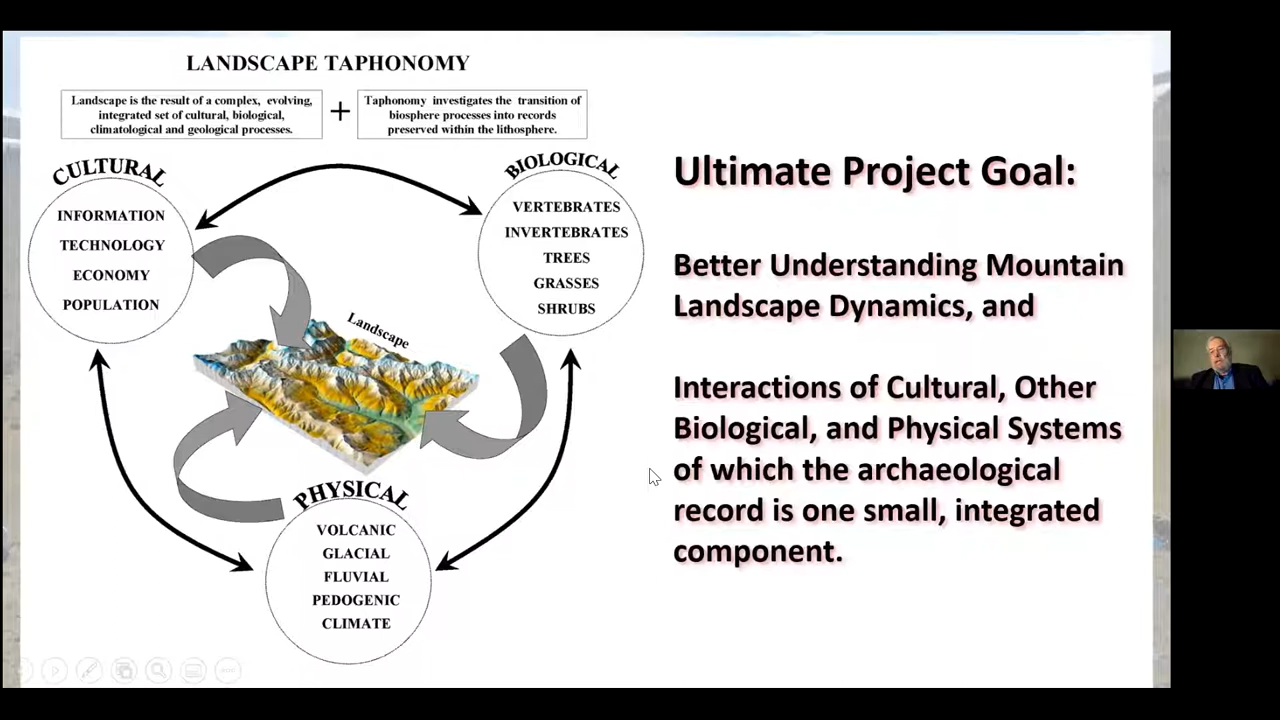 LANDSCAPE TAPHONOMY
Landscape is the result of a complex, evolving,
integrated set of cultural, biological,
climatological and geological processes.
+
Taphonomy investigates the transition of
biosphere processes into records
preserved within the lithosphere.
CULTURAL
INFORMATION
TECHNOLOGY
ECONOMY
POPULATION
BIOLOGICAL
VERTEBRATES
INVERTEBRATES
TREES
GRASSES
SHRUBS
Landscape
PHYSICAL
VOLCANIC
GLACIAL
FLUVIAL
PEDOGENIC
CLIMATE
Ultimate Project Goal:
Better Understanding Mountain
Landscape Dynamics, and
Interactions of Cultural, Other
Biological, and Physical Systems
of which the archaeological
record is one small, integrated
component.